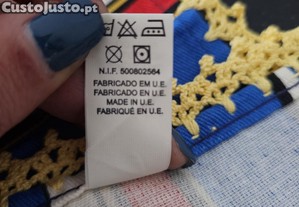 CustoJusto.pt
N.I.F. 500802564
FABRICADO EM U.E.
FABRICADO EN U.E.
MADE IN U.E.
FABRIQUÉ EN U.E.